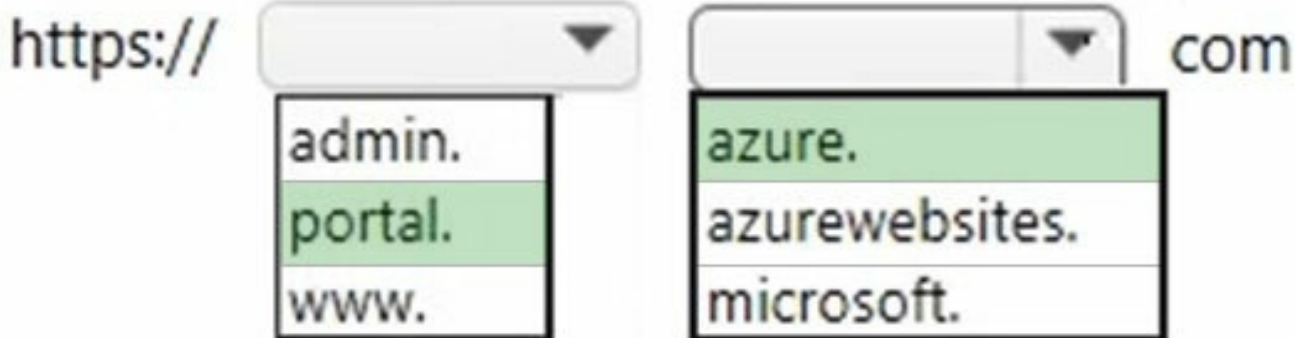 https:// com
admin. azure.
portal. azurewebsites.
www. microsoft.